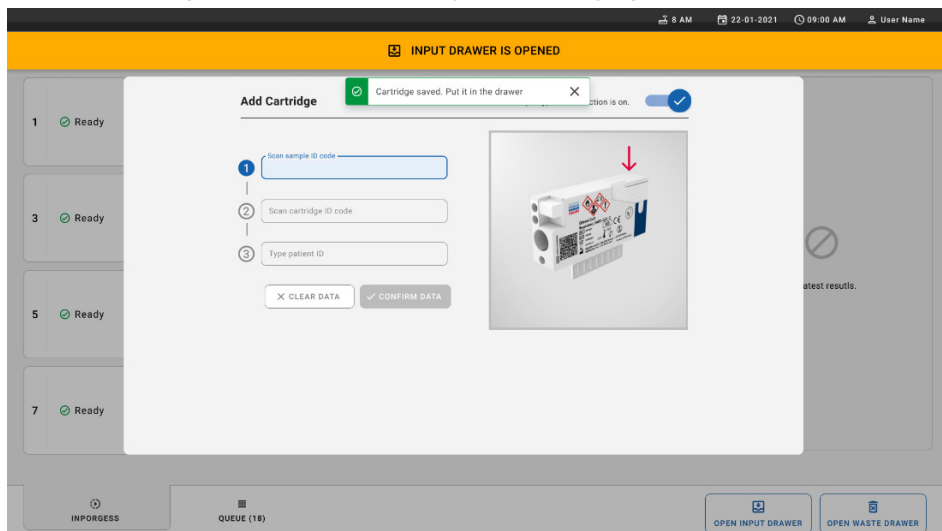 8 AM 22-01-2021 09:00 AM User Name
INPUT DRAWER IS OPENED
Cartridge saved. Put it in the drawer
Add Cartridge
ction is on.
1 Ready
Scan sample ID code
1
2 Scan cartridge ID code
3 Type patient ID
CLEAR DATA CONFIRM DATA
3 Ready
atest resutls.
5 Ready
7 Ready
INPORGESS
QUEUE (18)
OPEN INPUT DRAWER
OPEN WASTE DRAWER